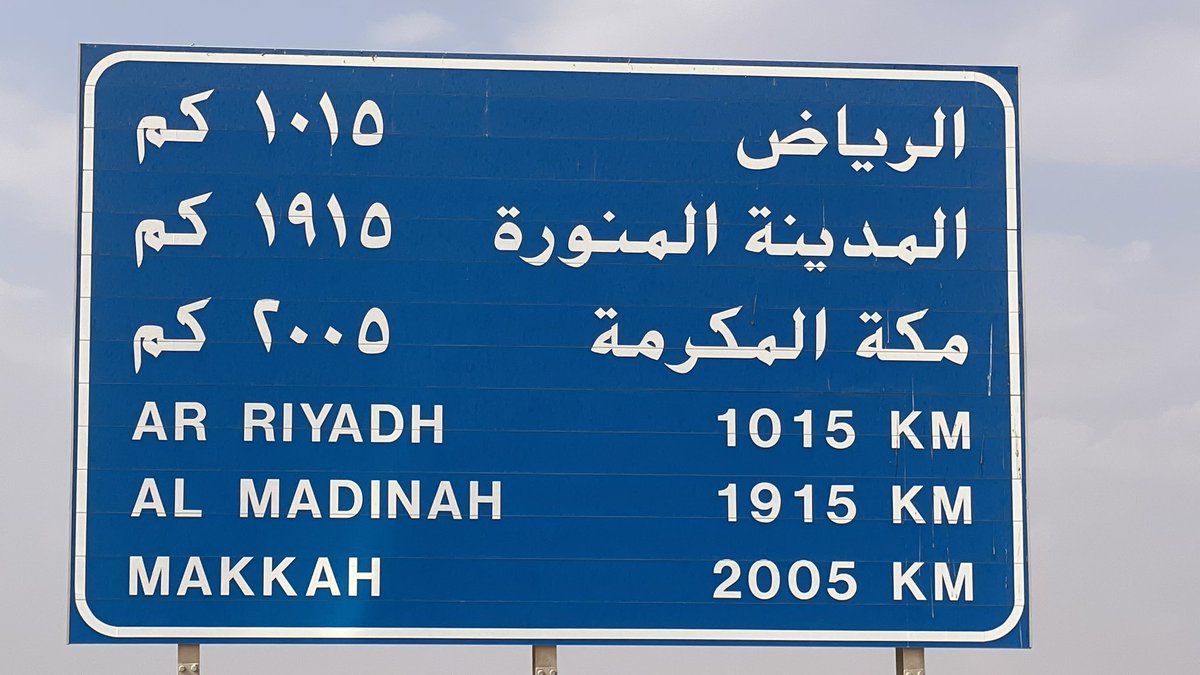 الرياض ١٠١٥ كم
المدينة المنورة ١٩١٥ كم
مكة المكرمة ٢٠٠٥ كم
AR RIYADH 1015 KM
AL MADINAH 1915 KM
MAKKAH 2005 KM